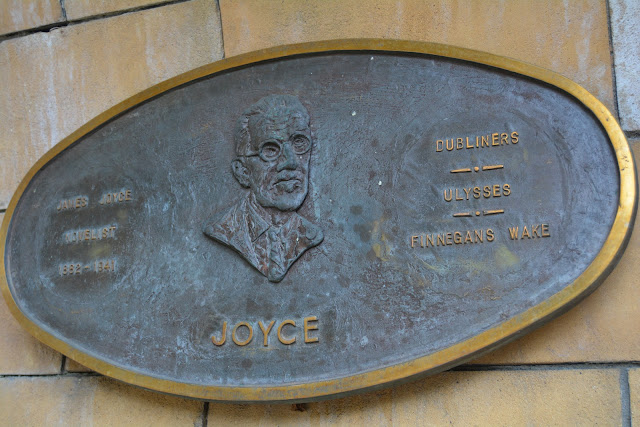 JAMES JOYCE
NOVELIST
1882-1941
DUBLINERS
ULYSSES
FINNEGANS WAKE
JOYCE